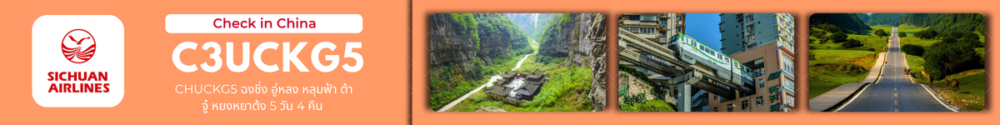 SICHUAN
AIRLINES
Check in China
C3UCKG5
CHUCKG5 ฉงชิ่ง อู่หลง หลุมฟ้า ต้า
จู๋ หยงหยาต้ง 5 วัน 4 คืน